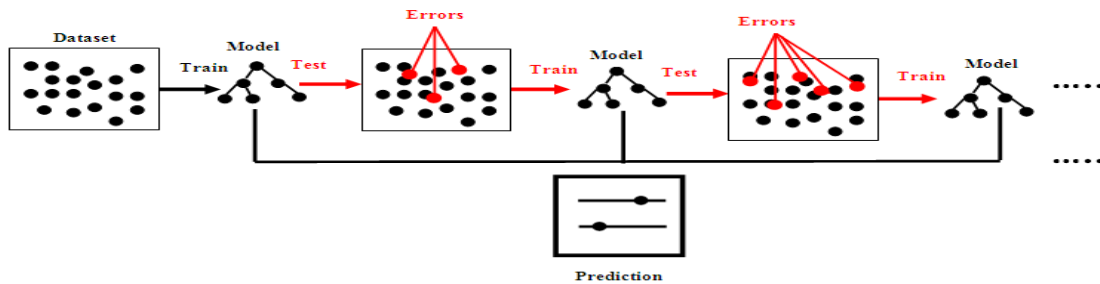 Errors
Errors
Dataset
Model
Model
Model
Train
Test
Train
Test
Train
Prediction